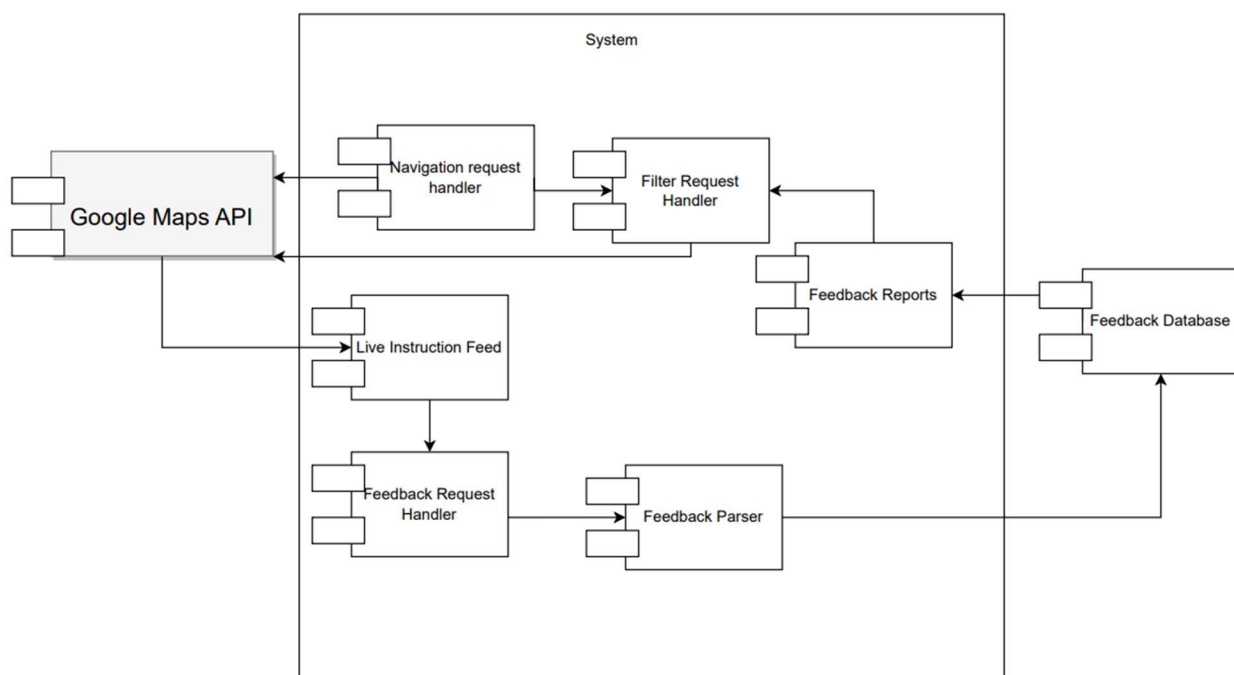 System
Navigation request
handler
Filter Request
Handler
Google Maps API
Feedback Reports
Feedback Database
Live Instruction Feed
Feedback Request
Handler
Feedback Parser